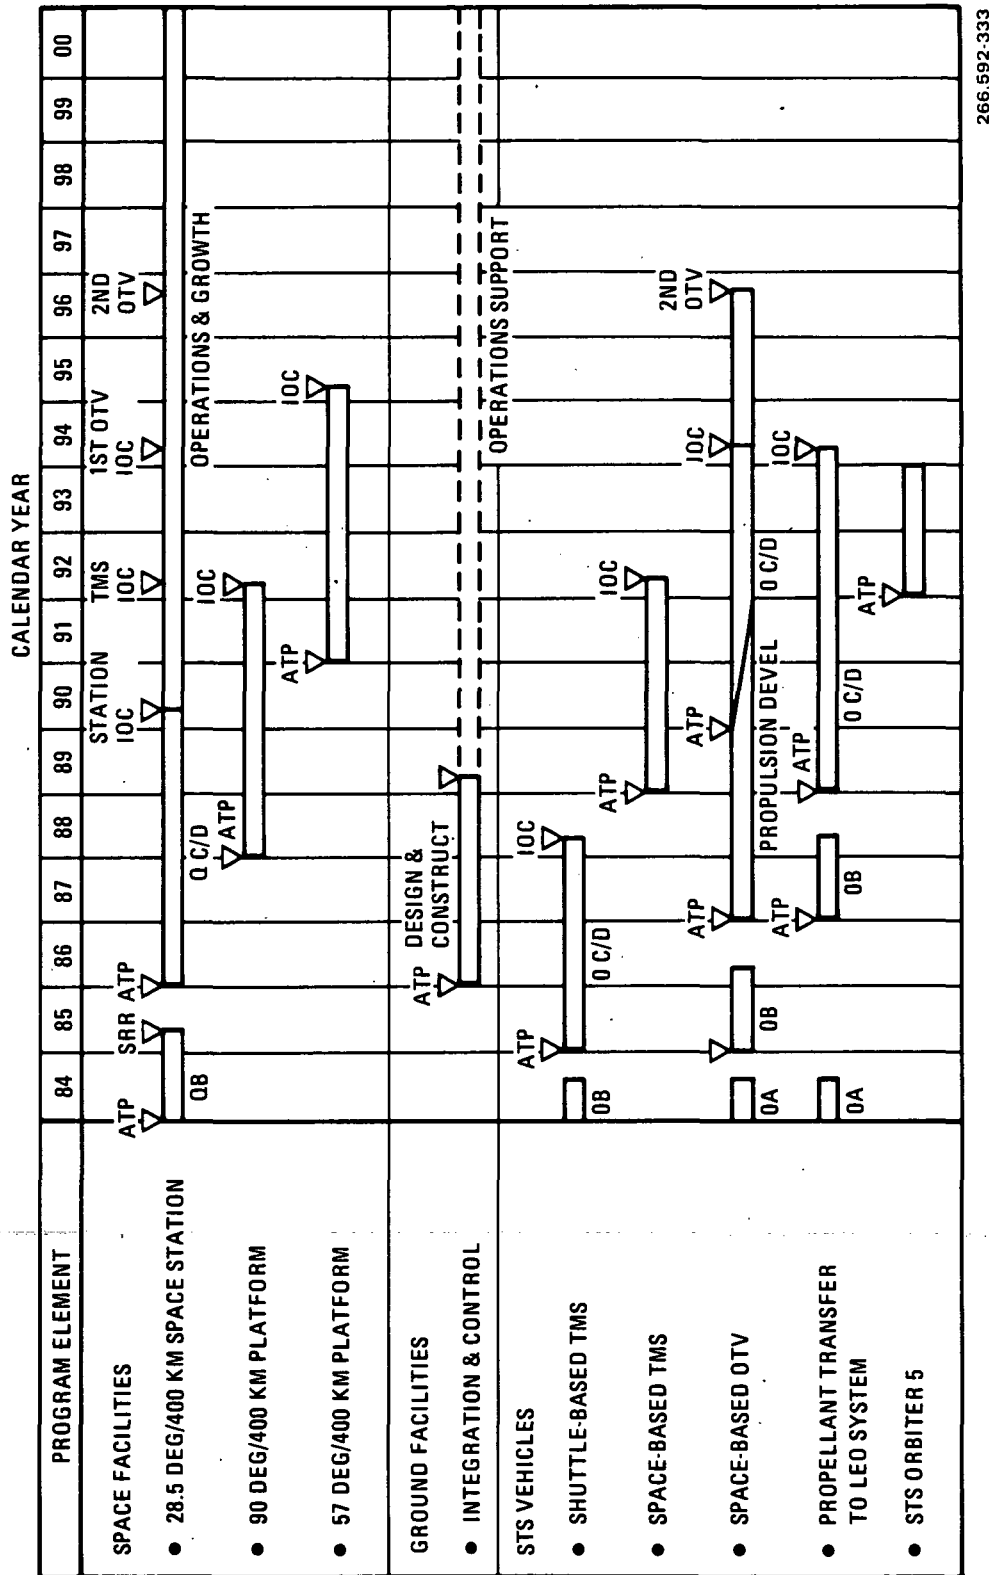 CALENDAR YEAR
PROGRAM ELEMENT 84 85 86 87 88 89 90 91 92 93 94 95 96 97 98 99 00
SPACE FACILITIES
ATP SRR ATP STATION IOC TMS IOC 1ST OTV IOC 2ND OTV
• 28.5 DEG/400 KM SPACE STATION
0B 0 C/D OPERATIONS & GROWTH
• 90 DEG/400 KM PLATFORM
ATP IOC
• 57 DEG/400 KM PLATFORM
ATP IOC
GROUND FACILITIES
ATP DESIGN & CONSTRUCT
• INTEGRATION & CONTROL
OPERATIONS SUPPORT
STS VEHICLES
• SHUTTLE-BASED TMS
ATP IOC
0B 0 C/D
• SPACE-BASED TMS
ATP IOC
• SPACE-BASED OTV
ATP ATP IOC 2ND OTV
0A 0B PROPULSION DEVEL 0 C/D
• PROPELLANT TRANSFER
TO LEO SYSTEM
ATP ATP IOC
0A 0B 0 C/D
• STS ORBITER 5
ATP
266.592-333